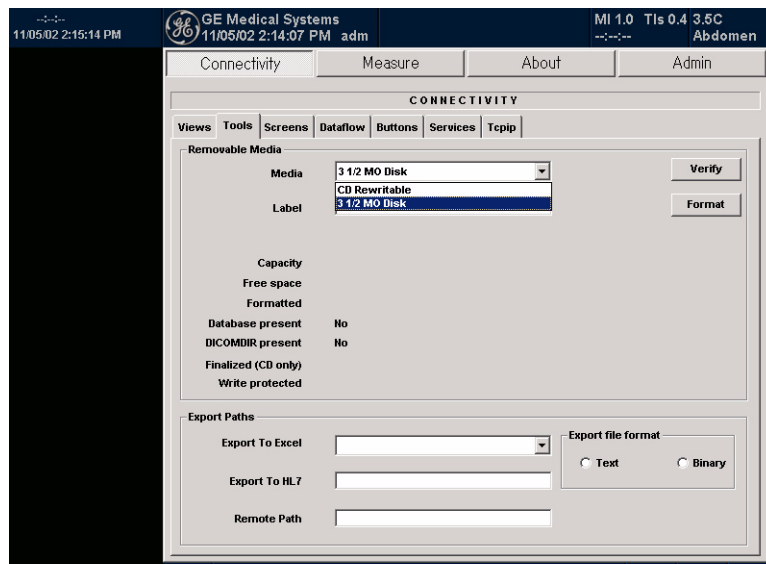 --:--:--
11/05/02 2:15:14 PM
GE Medical Systems
11/05/02 2:14:07 PM adm
MI 1.0 TIs 0.4 3.5C
--:--:-- Abdomen
Connectivity Measure About Admin
CONNECTIVITY
Views Tools Screens Dataflow Buttons Services Tcpip
Removable Media
Media 3 1/2 MO Disk Verify
CD Rewritable
3 1/2 MO Disk
Label Format
Capacity
Free space
Formatted
Database present No
DICOMDIR present No
Finalized (CD only)
Write protected
Export Paths
Export To Excel
Export file format
Text Binary
Export To HL7
Remote Path